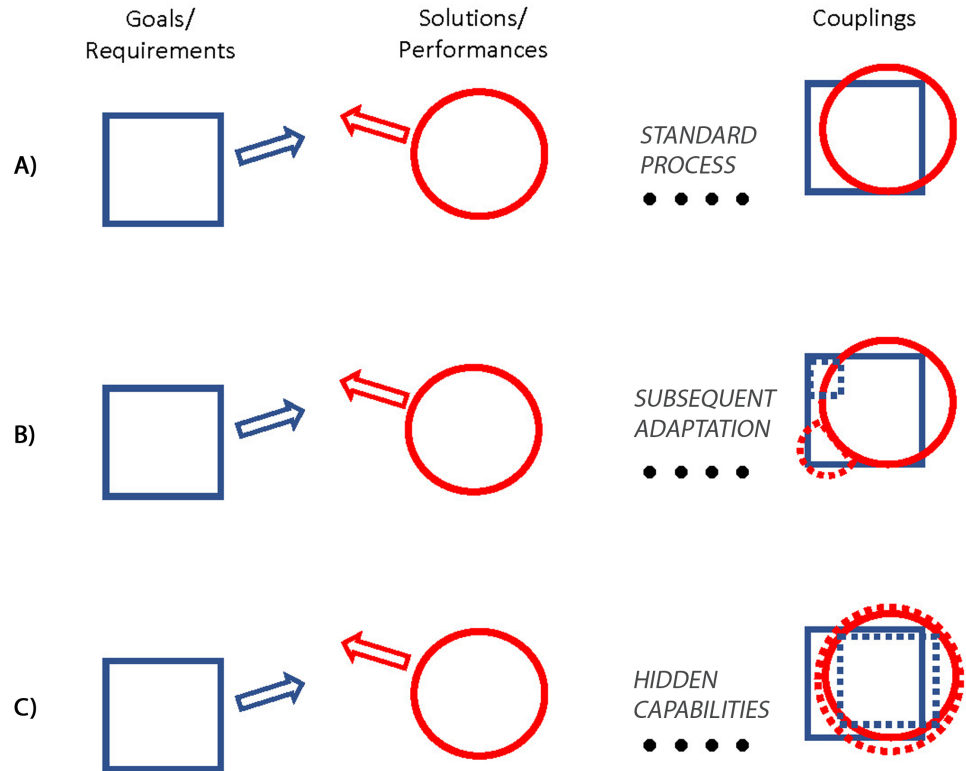 Goals/
Requirements
Solutions/
Performances
Couplings
A)
STANDARD
PROCESS
B)
SUBSEQUENT
ADAPTATION
C)
HIDDEN
CAPABILITIES